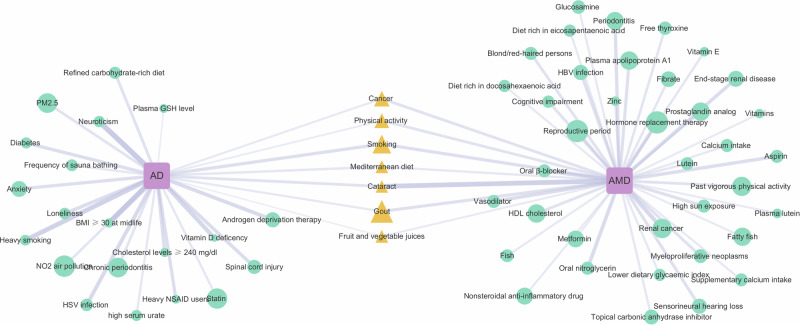 Refined carbohydrate-rich diet
PM2.5
Plasma GSH level
Neuroticism
Diabetes
Frequency of sauna bathing
AD
Anxiety
Loneliness
BMI ⩾ 30 at midlife
Androgen deprivation therapy
Heavy smoking
Vitamin D deficency
Cholesterol levels ⩾ 240 mg/dl
NO2 air pollution
Chronic periodontitis
Spinal cord injury
HSV infection
Heavy NSAID users
Statin
high serum urate
Cancer
Physical activity
Smoking
Mediterranean diet
Cataract
Gout
Fruit and vegetable juices
Glucosamine
Periodontitis
Diet rich in eicosapentaenoic acid
Free thyroxine
Blond/red-haired persons
Plasma apolipoprotein A1
Vitamin E
HBV infection
Fibrate
End-stage renal disease
Diet rich in docosahexaenoic acid
Cognitive impairment
Zinc
Prostaglandin analog
Vitamins
Hormone replacement therapy
Reproductive period
Calcium intake
Aspirin
Lutein
Oral β-blocker
AMD
Past vigorous physical activity
Vasodilator
High sun exposure
HDL cholesterol
Plasma lutein
Renal cancer
Fatty fish
Metformin
Fish
Myeloproliferative neoplasms
Oral nitroglycerin
Lower dietary glycaemic index
Supplementary calcium intake
Nonsteroidal anti-inflammatory drug
Sensorineural hearing loss
Topical carbonic anhydrase inhibitor